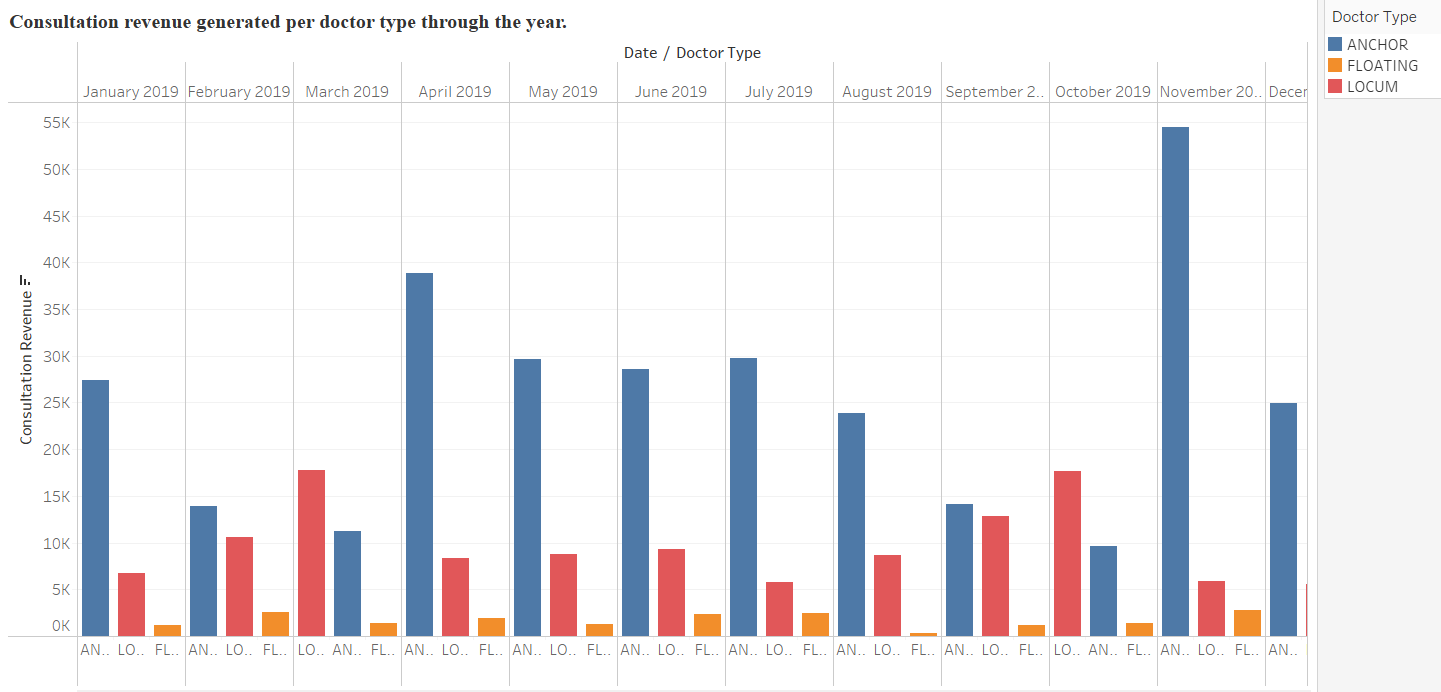 Consultation revenue generated per doctor type through the year.
Date / Doctor Type
January 2019 February 2019 March 2019 April 2019 May 2019 June 2019 July 2019 August 2019 September 2.. October 2019 November 20.. Decer
55K
50K
45K
40K
35K
30K
25K
20K
15K
10K
5K
0K
Consultation Revenue
AN.. LO.. FL.. AN.. LO.. FL.. LO.. AN.. FL.. AN.. LO.. FL.. AN.. LO.. FL.. AN.. LO.. FL.. AN.. LO.. FL.. AN.. LO.. FL.. AN.. LO.. FL.. LO.. AN.. FL.. AN.. LO.. FL.. AN..
Doctor Type
ANCHOR
FLOATING
LOCUM